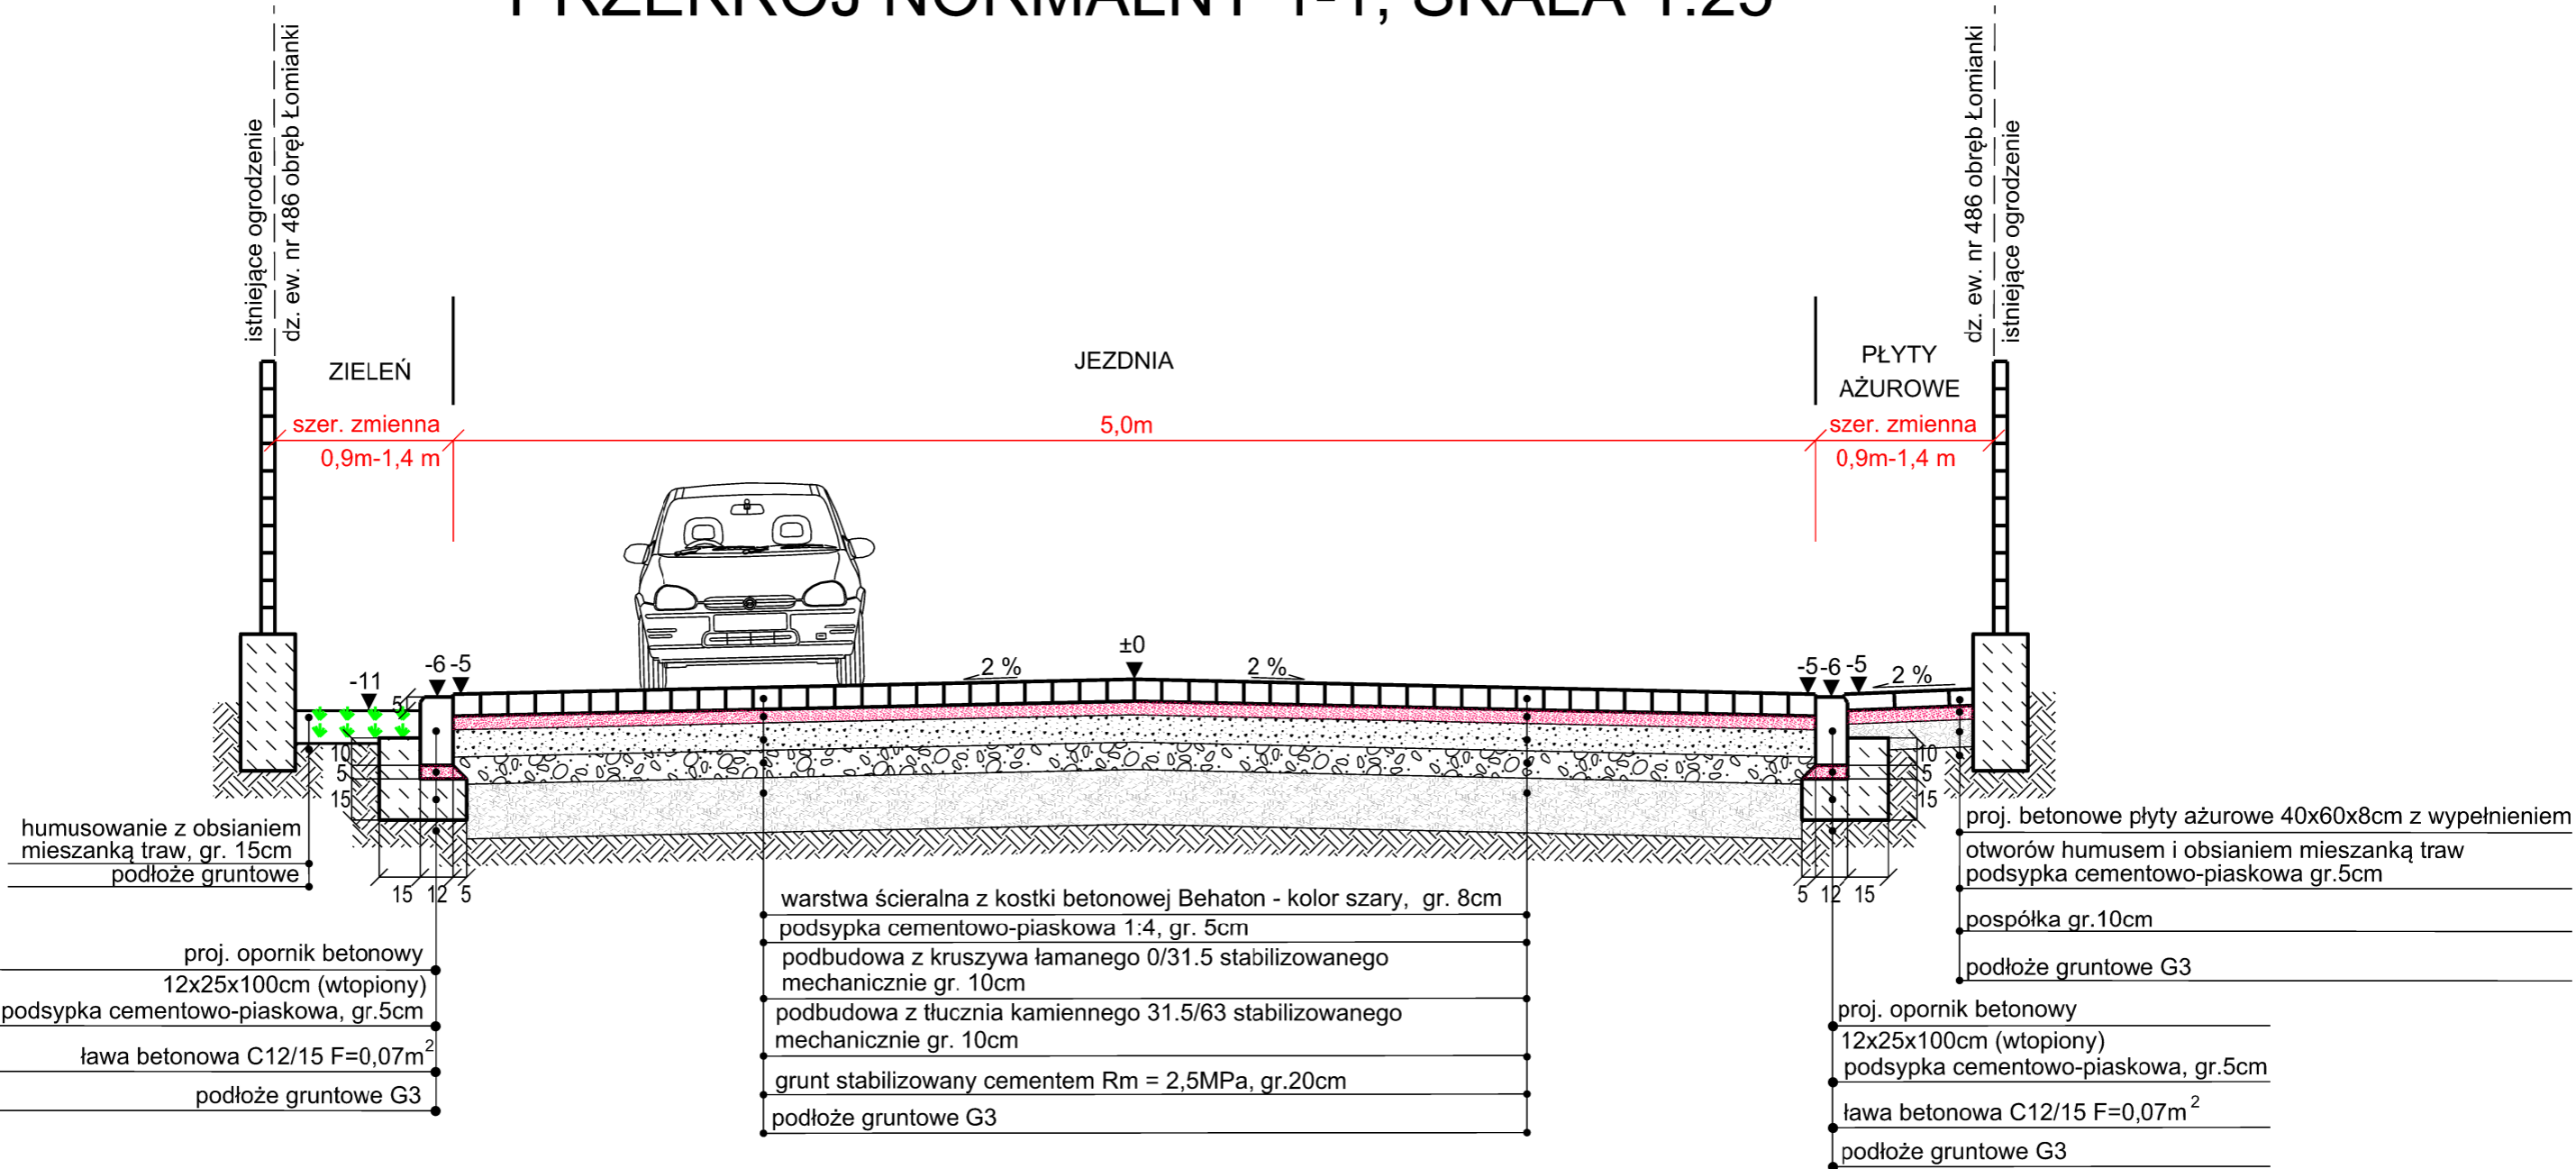 PRZEKRÓJ NORMALNY 1-1, SKALA 1:25
istniejące ogrodzenie
dz. ew. nr 486 obręb Łomianki
dz. ew. nr 486 obręb Łomianki
istniejące ogrodzenie
ZIELEŃ
JEZDNIA
PŁYTY
AŻUROWE
szer. zmienna
0,9m-1,4 m
5,0m
szer. zmienna
0,9m-1,4 m
-11
5
-6
-5
2 %
±0
2 %
-5
-6
-5
2 %
10
5
15
15
12
5
10
5
15
5
12
15
humusowanie z obsianiem
mieszanką traw, gr. 15cm
podłoże gruntowe
proj. opornik betonowy
12x25x100cm (wtopiony)
podsypka cementowo-piaskowa, gr.5cm
ława betonowa C12/15 F=0,07m²
podłoże gruntowe G3
warstwa ścieralna z kostki betonowej Behaton - kolor szary, gr. 8cm
podsypka cementowo-piaskowa 1:4, gr. 5cm
podbudowa z kruszywa łamanego 0/31.5 stabilizowanego
mechanicznie gr. 10cm
podbudowa z tłucznia kamiennego 31.5/63 stabilizowanego
mechanicznie gr. 10cm
grunt stabilizowany cementem Rm = 2,5MPa, gr.20cm
podłoże gruntowe G3
proj. betonowe płyty ażurowe 40x60x8cm z wypełnieniem
otworów humusem i obsianiem mieszanką traw
podsypka cementowo-piaskowa gr.5cm
pospółka gr.10cm
podłoże gruntowe G3
proj. opornik betonowy
12x25x100cm (wtopiony)
podsypka cementowo-piaskowa, gr.5cm
ława betonowa C12/15 F=0,07m²
podłoże gruntowe G3